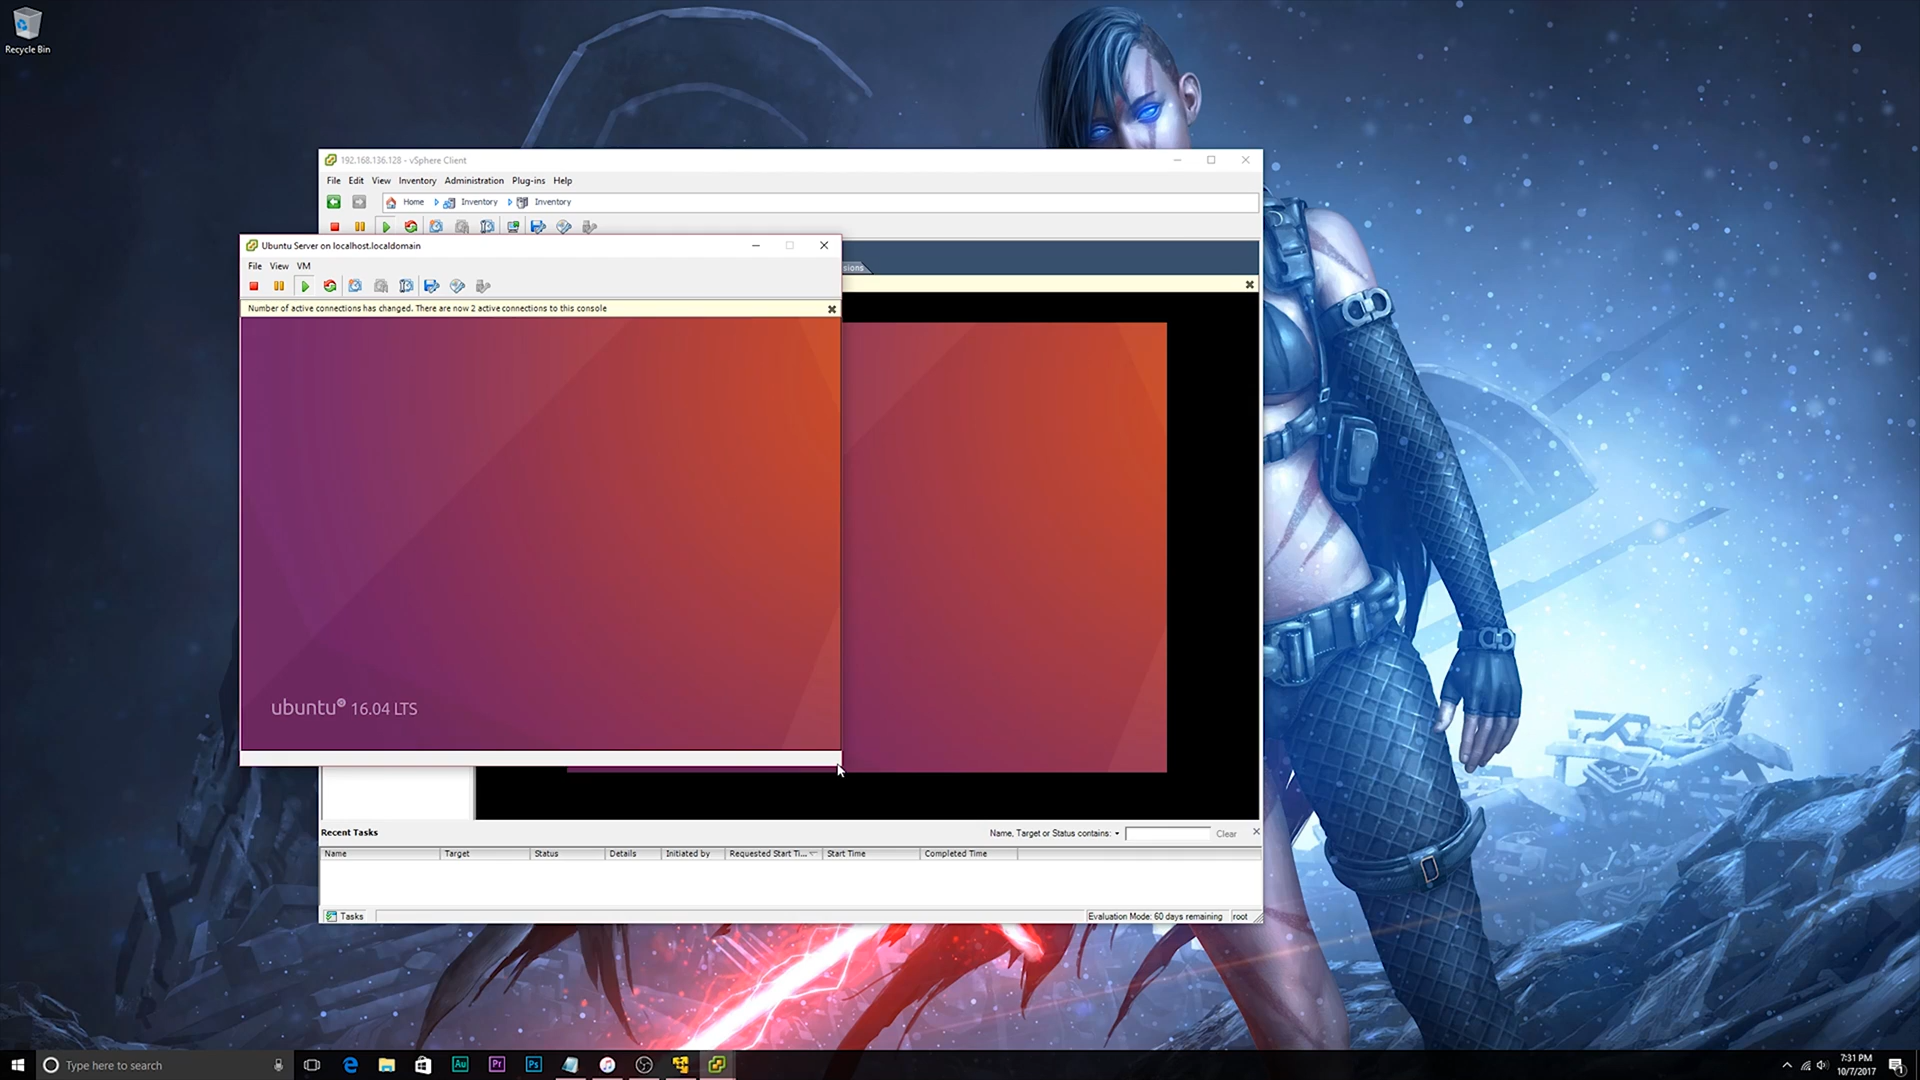 Recycle Bin
192.168.136.128 - vSphere Client
File Edit View Inventory Administration Plug-ins Help
Home Inventory Inventory
Ubuntu Server on localhost.localdomain
File View VM
Number of active connections has changed. There are now 2 active connections to this console
ubuntu® 16.04 LTS
Recent Tasks
Name, Target or Status contains: Clear
Name Target Status Details Initiated by Requested Start Ti... Start Time Completed Time
Tasks
Evaluation Mode: 60 days remaining root
Type here to search
Au Pr Ps
7:31 PM
10/7/2017